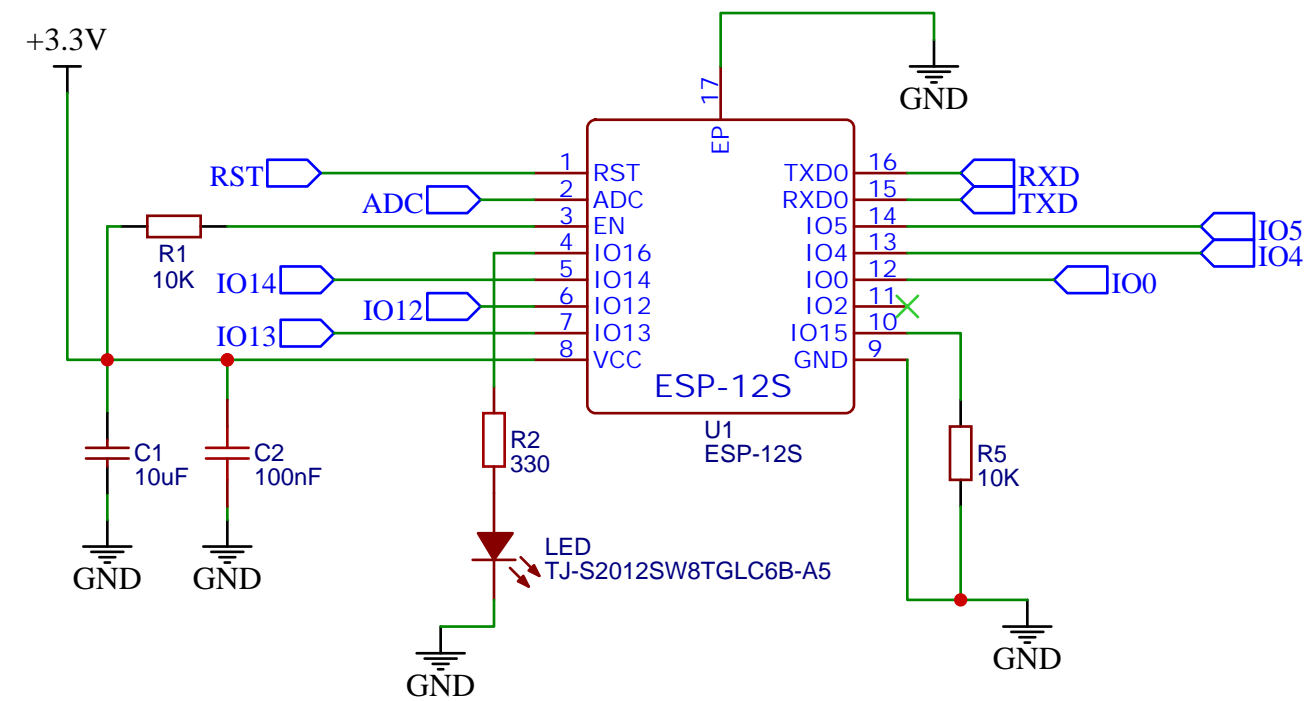 +3.3V
GND
17
EP
RST
1
RST
TXD0
16
RXD
ADC
2
ADC
RXD0
15
TXD
3
EN
IO5
14
IO5
R1
10K
4
IO16
IO4
13
IO4
IO14
5
IO14
IO0
12
IO0
IO12
6
IO12
IO2
11
IO13
7
IO13
IO15
10
8
VCC
GND
9
ESP-12S
U1
ESP-12S
C1
10uF
C2
100nF
R2
330
R5
10K
GND
GND
LED
TJ-S2012SW8TGLC6B-A5
GND
GND